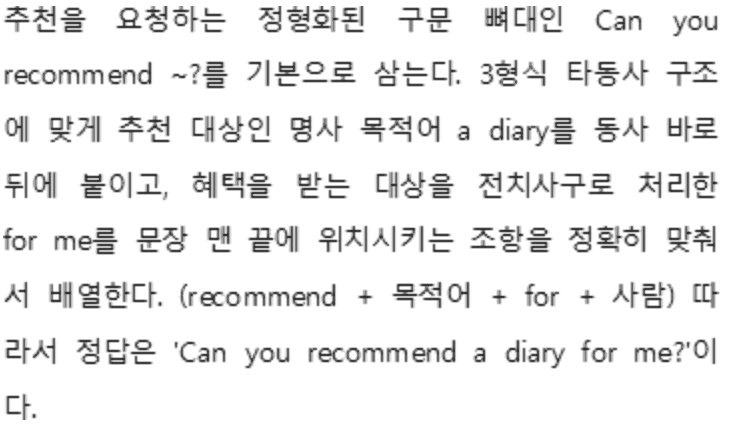 추천을 요청하는 정형화된 구문 뼈대인 Can you
recommend ~?를 기본으로 삼는다. 3형식 타동사 구조
에 맞게 추천 대상인 명사 목적어 a diary를 동사 바로
뒤에 붙이고, 혜택을 받는 대상을 전치사구로 처리한
for me를 문장 맨 끝에 위치시키는 조항을 정확히 맞춰
서 배열한다. (recommend + 목적어 + for + 사람) 따
라서 정답은 'Can you recommend a diary for me?'이
다.